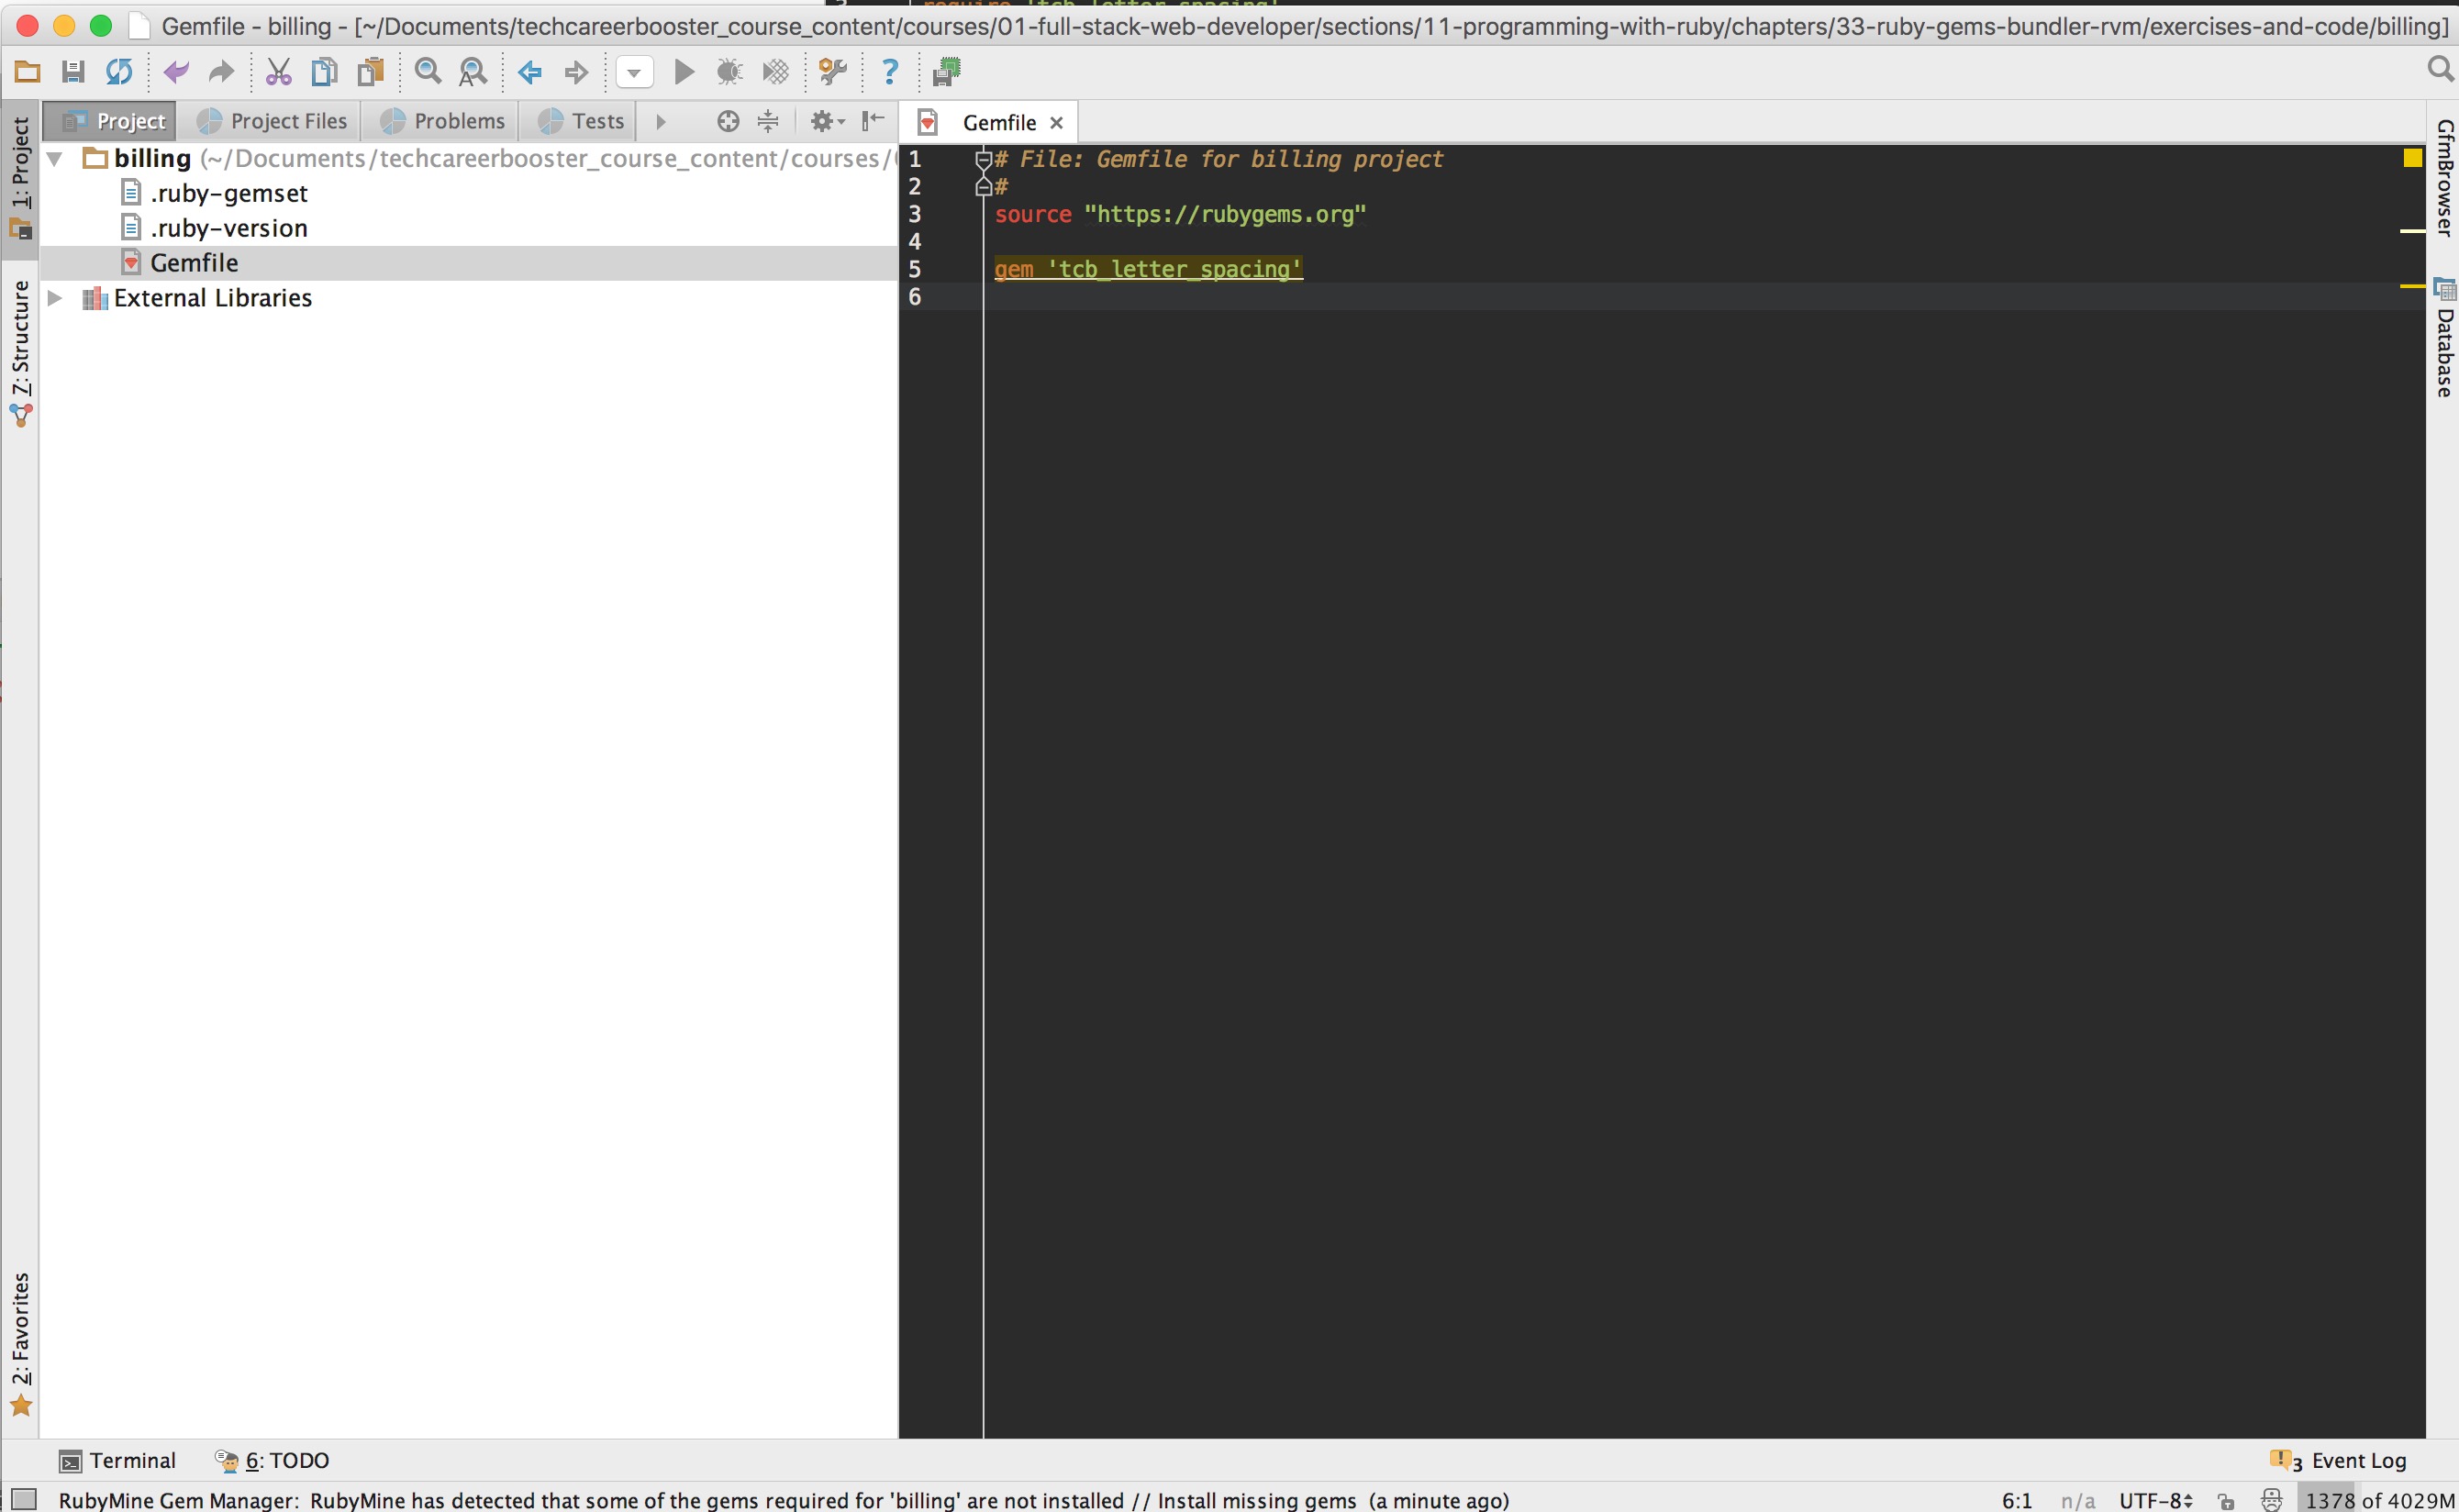 require 'tcb_letter_spacing'
Gemfile - billing - [~/Documents/techcareerbooster_course_content/courses/01-full-stack-web-developer/sections/11-programming-with-ruby/chapters/33-ruby-gems-bundler-rvm/exercises-and-code/billing]
Project
Project Files
Problems
Tests
Gemfile
1: Project
7: Structure
2: Favorites
billing (~/Documents/techcareerbooster_course_content/courses/
.ruby-gemset
.ruby-version
Gemfile
External Libraries
1 # File: Gemfile for billing project
2 #
3 source "https://rubygems.org"
4
5 gem 'tcb_letter_spacing'
6
GfmBrowser
Database
Terminal
6: TODO
3 Event Log
RubyMine Gem Manager: RubyMine has detected that some of the gems required for 'billing' are not installed // Install missing gems (a minute ago)
6:1 n/a UTF-8 1378 of 4029M